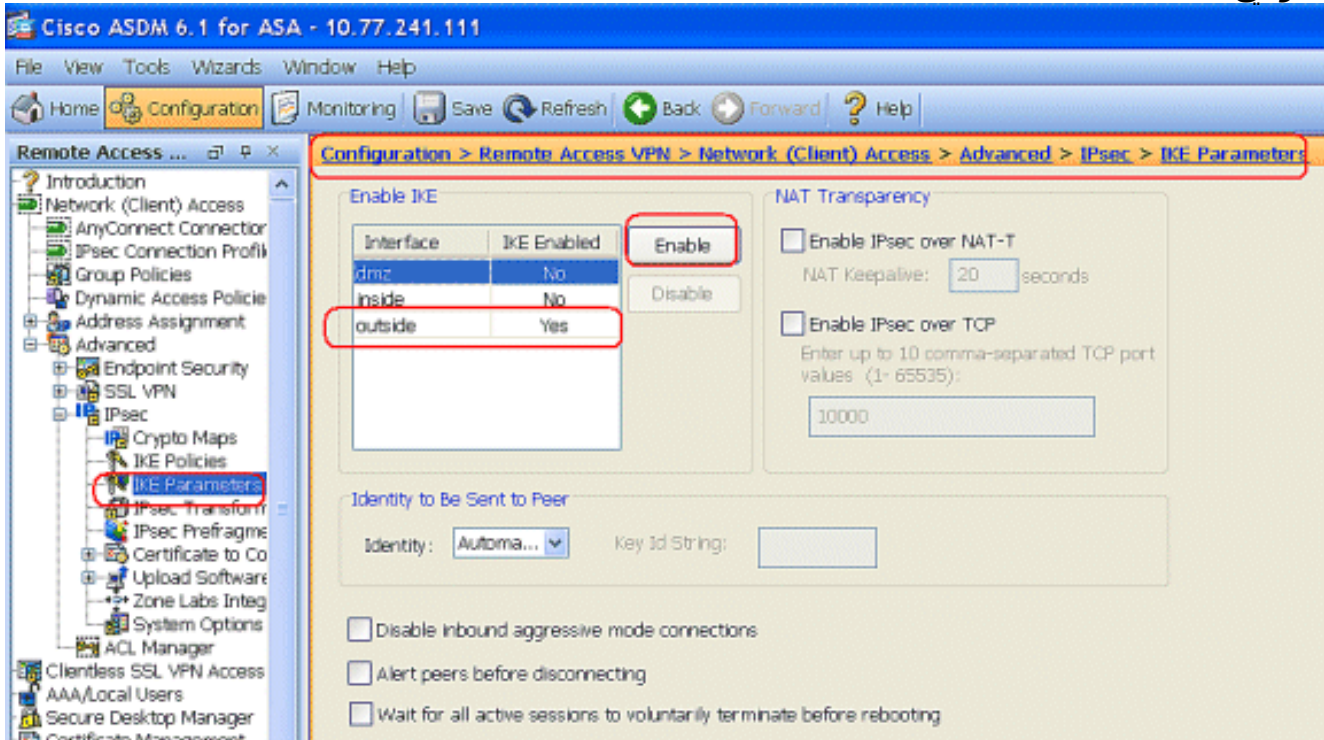 Cisco ASDM 6.1 for ASA - 10.77.241.111
File View Tools Wizards Window Help
Home Configuration Monitoring Save Refresh Back Forward Help
Remote Access ...
Introduction
Network (Client) Access
AnyConnect Connection
IPsec Connection Profil
Group Policies
Dynamic Access Policie
Address Assignment
Advanced
Endpoint Security
SSL VPN
IPsec
Crypto Maps
IKE Policies
IKE Parameters
IPsec Transform
IPsec Prefragme
Certificate to Co
Upload Software
Zone Labs Integ
System Options
ACL Manager
Clientless SSL VPN Access
AAA/Local Users
Secure Desktop Manager
Certificate Management
Configuration > Remote Access VPN > Network (Client) Access > Advanced > IPsec > IKE Parameters
Enable IKE
Interface IKE Enabled
dmz No
inside No
outside Yes
Enable
Disable
NAT Transparency
Enable IPsec over NAT-T
NAT Keepalive: 20 seconds
Enable IPsec over TCP
Enter up to 10 comma-separated TCP port
values (1- 65535):
10000
Identity to Be Sent to Peer
Identity: Automa... Key Id String:
Disable inbound aggressive mode connections
Alert peers before disconnecting
Wait for all active sessions to voluntarily terminate before rebooting